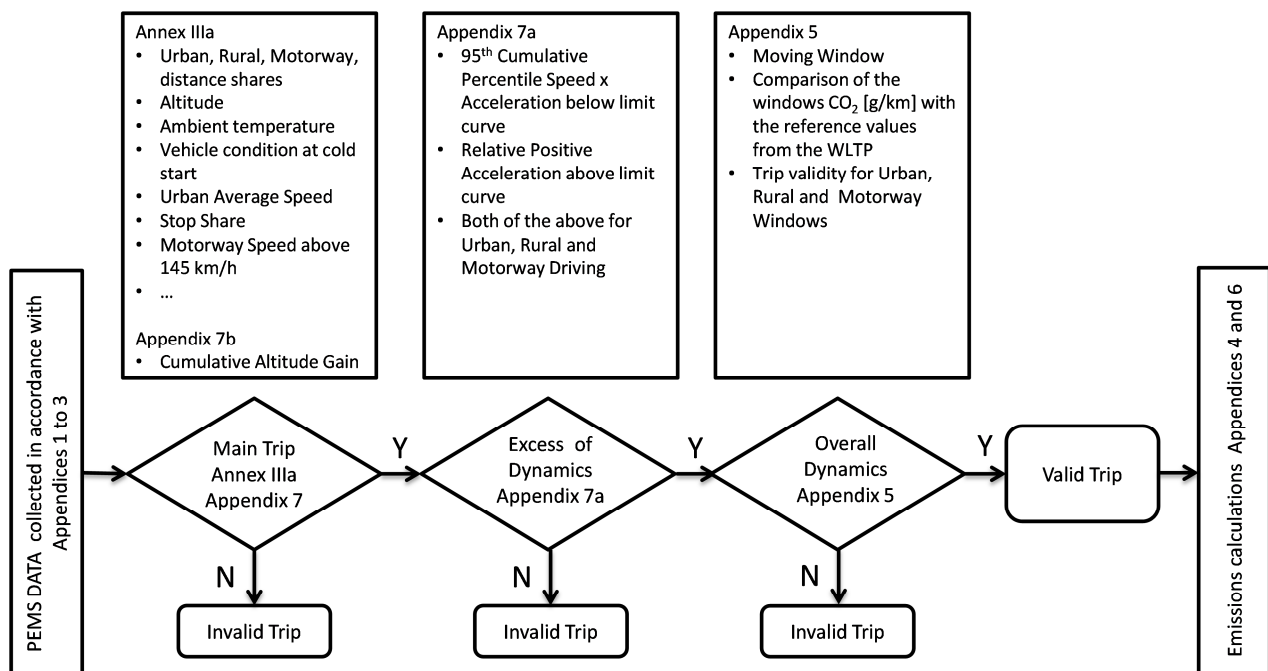 Annex IIIa
• Urban, Rural, Motorway,
distance shares
• Altitude
• Ambient temperature
• Vehicle condition at cold
start
• Urban Average Speed
• Stop Share
• Motorway Speed above
145 km/h
• ...
Appendix 7b
• Cumulative Altitude Gain
Appendix 7a
• 95th Cumulative
Percentile Speed x
Acceleration below limit
curve
• Relative Positive
Acceleration above limit
curve
• Both of the above for
Urban, Rural and
Motorway Driving
Appendix 5
• Moving Window
• Comparison of the
windows CO2 [g/km] with
the reference values
from the WLTP
• Trip validity for Urban,
Rural and Motorway
Windows
PEMS DATA collected in accordance with
Appendices 1 to 3
Main Trip
Annex IIIa
Appendix 7
Y
N
Invalid Trip
Excess of
Dynamics
Appendix 7a
Y
N
Invalid Trip
Overall
Dynamics
Appendix 5
Y
N
Invalid Trip
Valid Trip
Emissions calculations Appendices 4 and 6